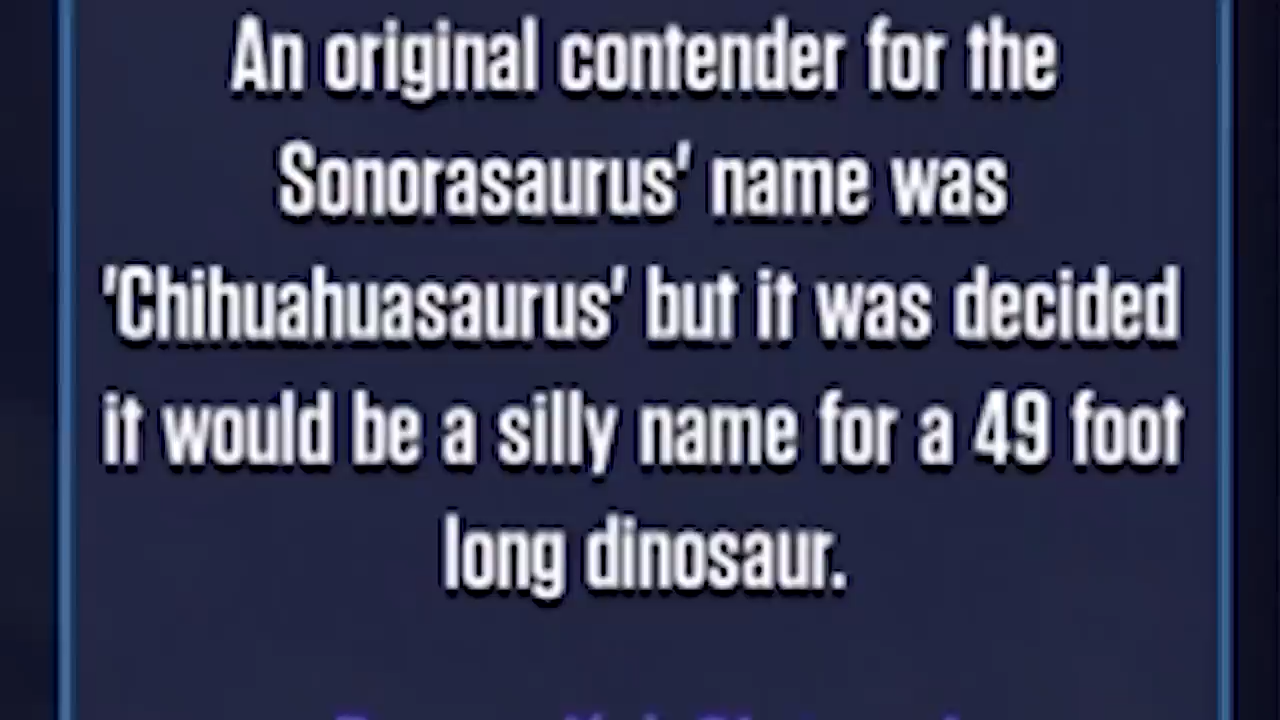 An original contender for the
Sonorasaurus' name was
'Chihuahuasaurus' but it was decided
it would be a silly name for a 49 foot
long dinosaur.